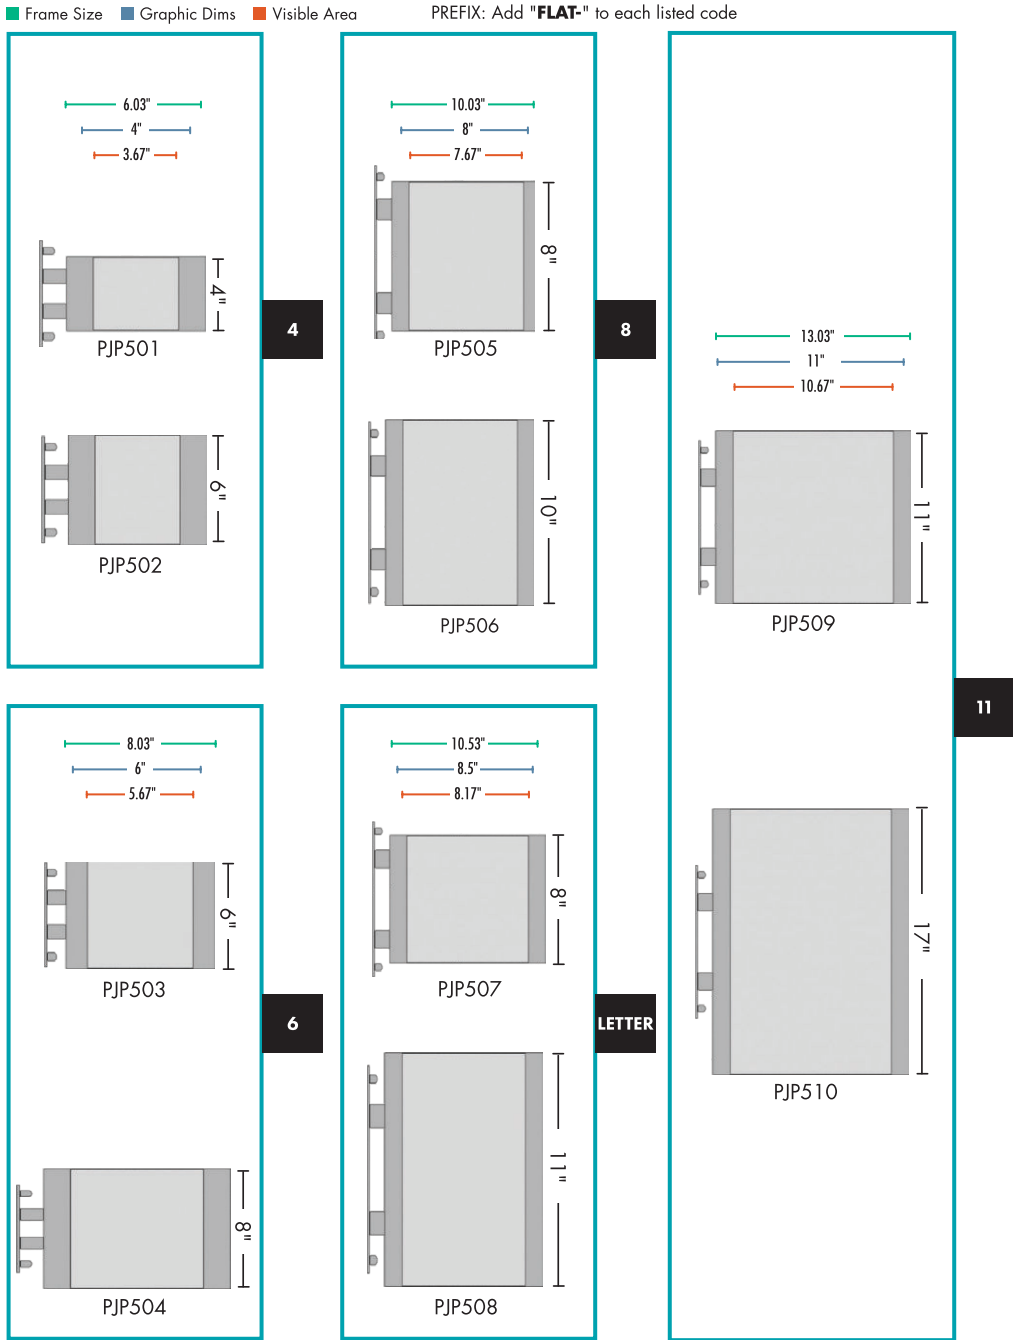 Frame Size Graphic Dims Visible Area PREFIX: Add "FLAT-" to each listed code
6.03"
4"
3.67"
4"
PJP501
6"
PJP502
4
10.03"
8"
7.67"
8"
PJP505
10"
PJP506
8
13.03"
11"
10.67"
11"
PJP509
17"
PJP510
11
8.03"
6"
5.67"
6"
PJP503
8"
PJP504
6
10.53"
8.5"
8.17"
8"
PJP507
11"
PJP508
LETTER